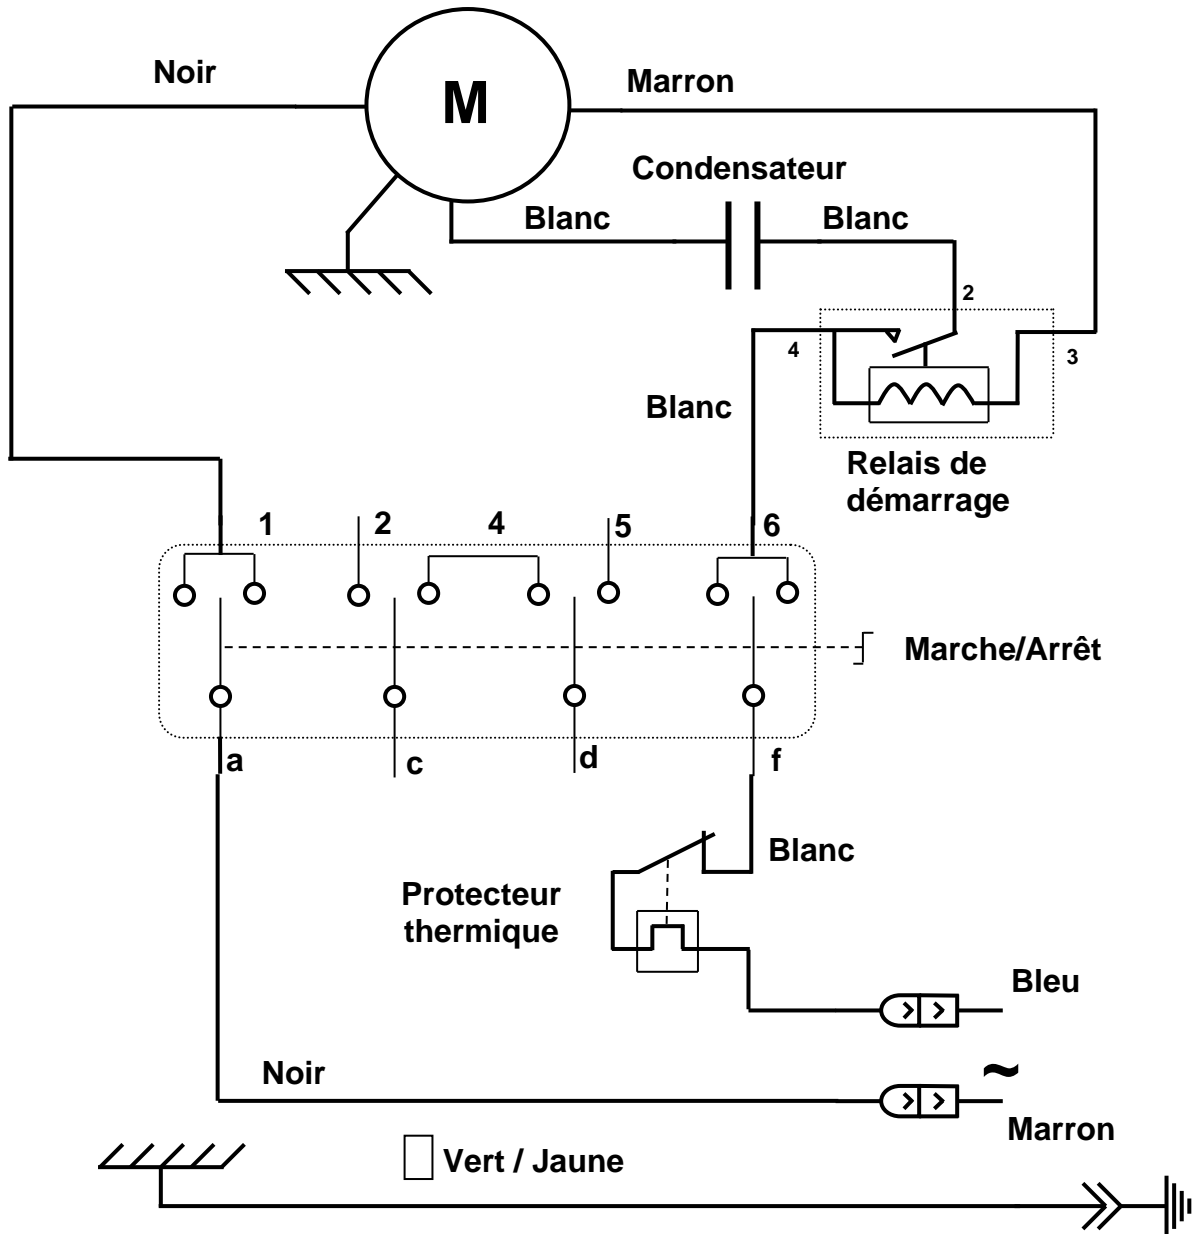 Noir
M
Marron
Condensateur
Blanc
Blanc
2
4
3
Blanc
Relais de
démarrage
1
2
4
5
6
Marche/Arrêt
a
c
d
f
Blanc
Protecteur
thermique
Bleu
Noir
~
Marron
Vert / Jaune